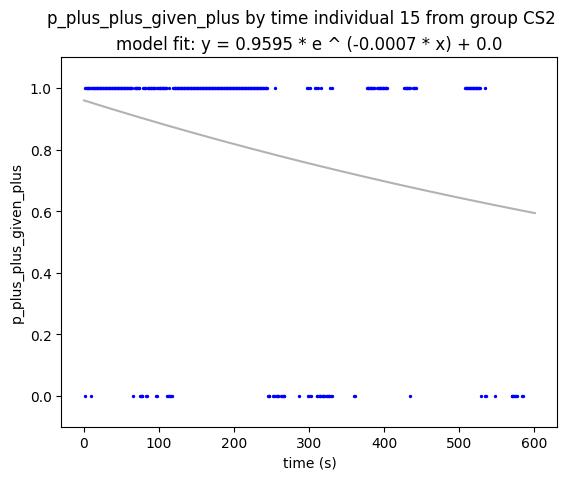 p_plus_plus_given_plus by time individual 15 from group CS2
model fit: y = 0.9595 * e ^ (-0.0007 * x) + 0.0
p_plus_plus_given_plus
1.0
0.8
0.6
0.4
0.2
0.0
0 100 200 300 400 500 600
time (s)